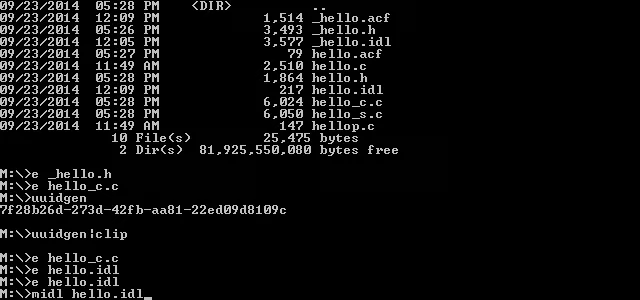 09/23/2014  05:28 PM    <DIR>          ..
09/23/2014  12:09 PM             1,514 _hello.acf
09/23/2014  05:26 PM             3,493 _hello.h
09/23/2014  12:05 PM             3,577 _hello.idl
09/23/2014  05:27 PM                79 hello.acf
09/23/2014  11:49 AM             2,510 hello.c
09/23/2014  05:28 PM             1,864 hello.h
09/23/2014  12:09 PM               217 hello.idl
09/23/2014  05:28 PM             6,024 hello_c.c
09/23/2014  05:28 PM             6,050 hello_s.c
09/23/2014  11:49 AM               147 hellop.c
10 File(s)         25,475 bytes
2 Dir(s)  81,925,550,080 bytes free
M:\>e _hello.h
M:\>e hello_c.c
M:\>uuidgen
7f28b26d-273d-42fb-aa81-22ed09d8109c
M:\>uuidgen|clip
M:\>e hello_c.c
M:\>e hello.idl
M:\>e hello.idl
M:\>midl hello.idl_